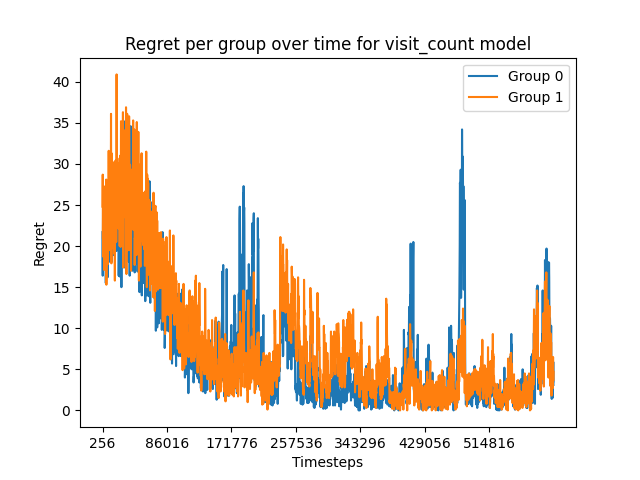 Regret per group over time for visit_count model
Group 0
Group 1
Regret
40
35
30
25
20
15
10
5
0
256 86016 171776 257536 343296 429056 514816
Timesteps